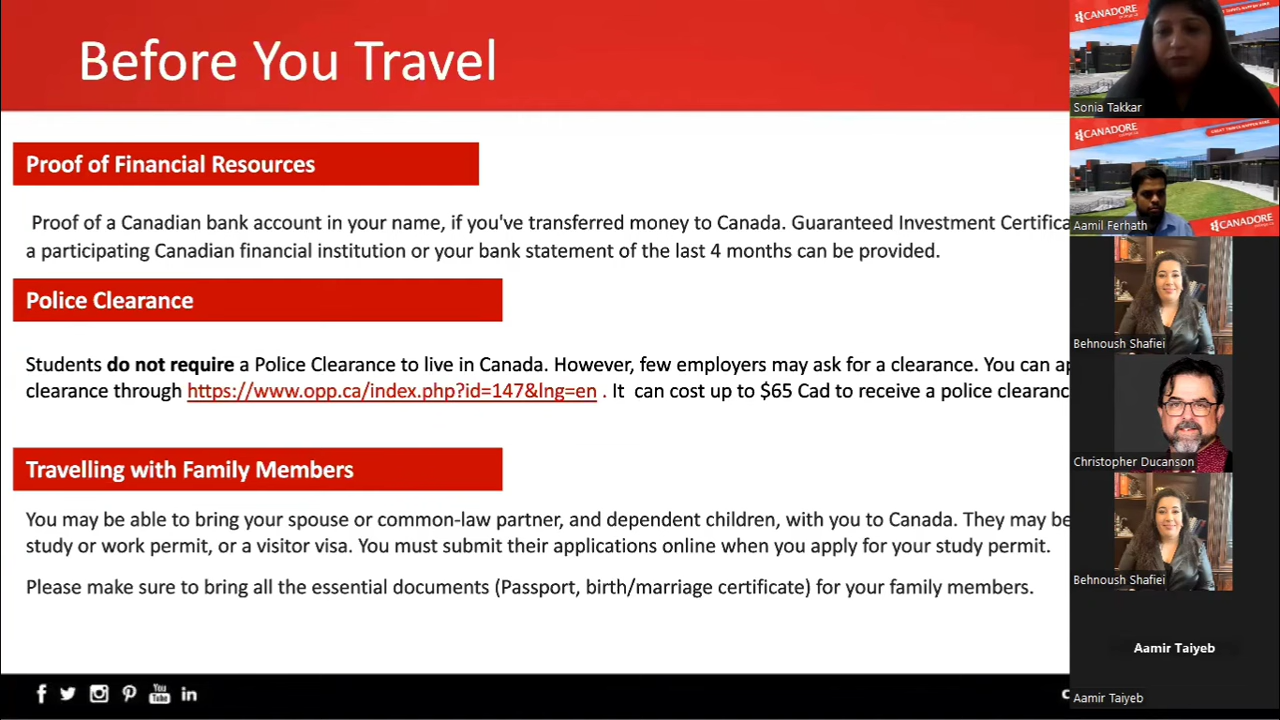 Before You Travel
Proof of Financial Resources
Proof of a Canadian bank account in your name, if you've transferred money to Canada. Guaranteed Investment
a participating Canadian financial institution or your bank statement of the last 4 months can be provided.
Police Clearance
Students do not require a Police Clearance to live in Canada. However, few employers may ask for a clearance. You can
clearance through https://www.opp.ca/index.php?id=147&lng=en . It can cost up to $65 Cad to receive a police clearance
Travelling with Family Members
You may be able to bring your spouse or common-law partner, and dependent children, with you to Canada. They may be
study or work permit, or a visitor visa. You must submit their applications online when you apply for your study permit.
Please make sure to bring all the essential documents (Passport, birth/marriage certificate) for your family members.
CANADORE
Sonia Takkar
CANADORE
Aamil Ferhath
CANADORE
Behnoush Shafiei
Christopher Ducanson
Behnoush Shafiei
Aamir Taiyeb
Aamir Taiyeb
You Tube